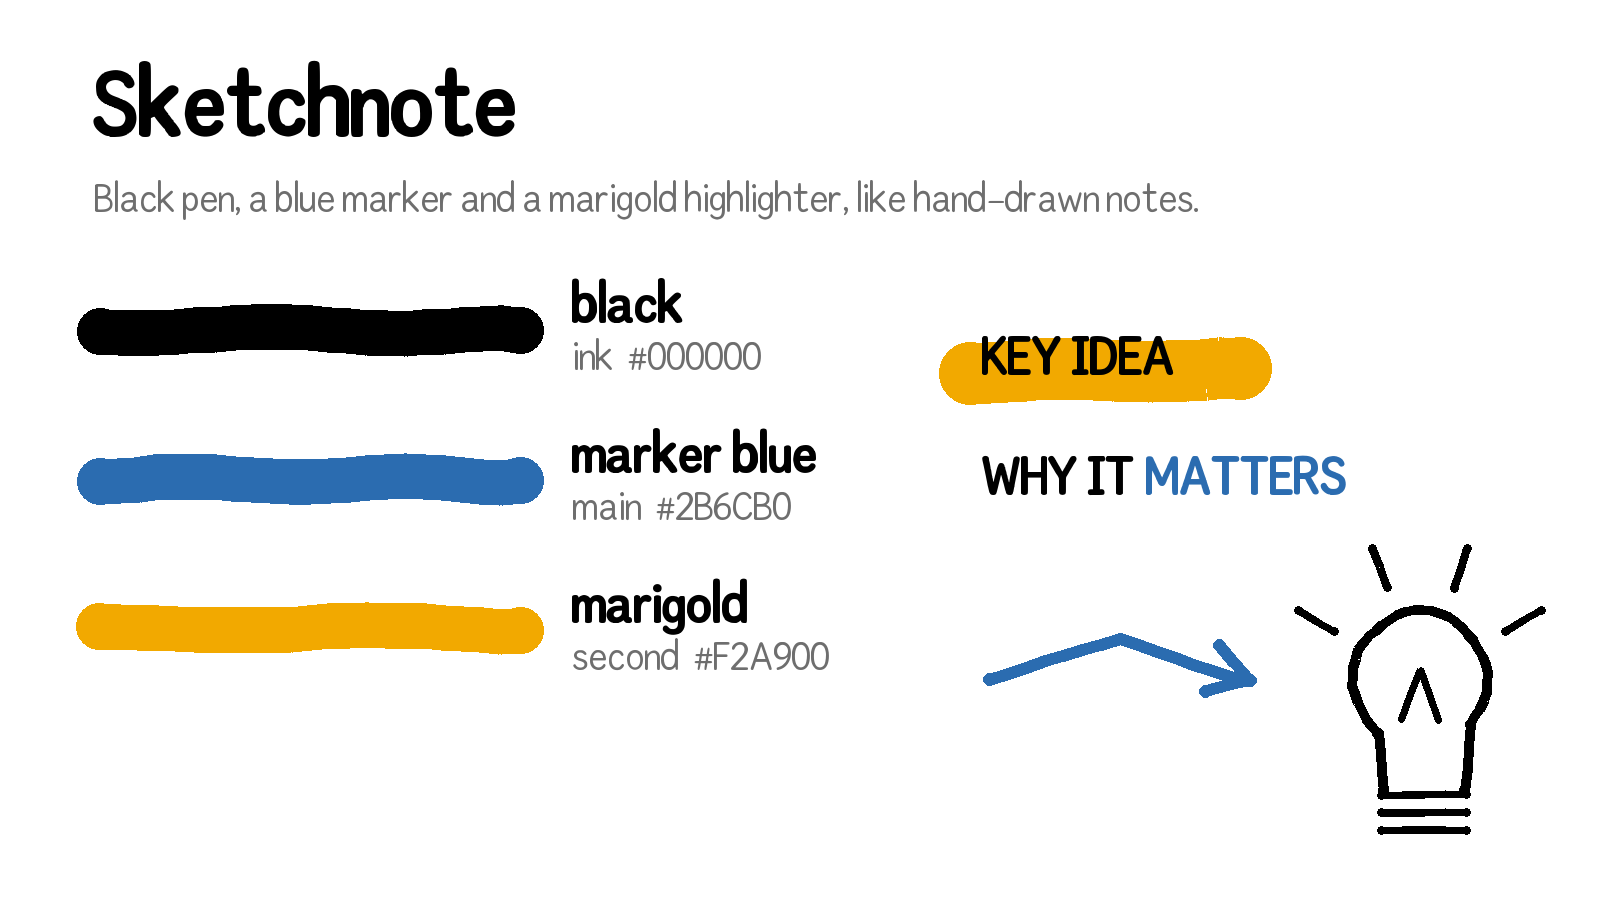 Sketchnote
Black pen, a blue marker and a marigold highlighter, like hand-drawn notes.
black
ink #000000
marker blue
main #2B6CB0
marigold
second #F2A900
KEY IDEA
WHY IT MATTERS